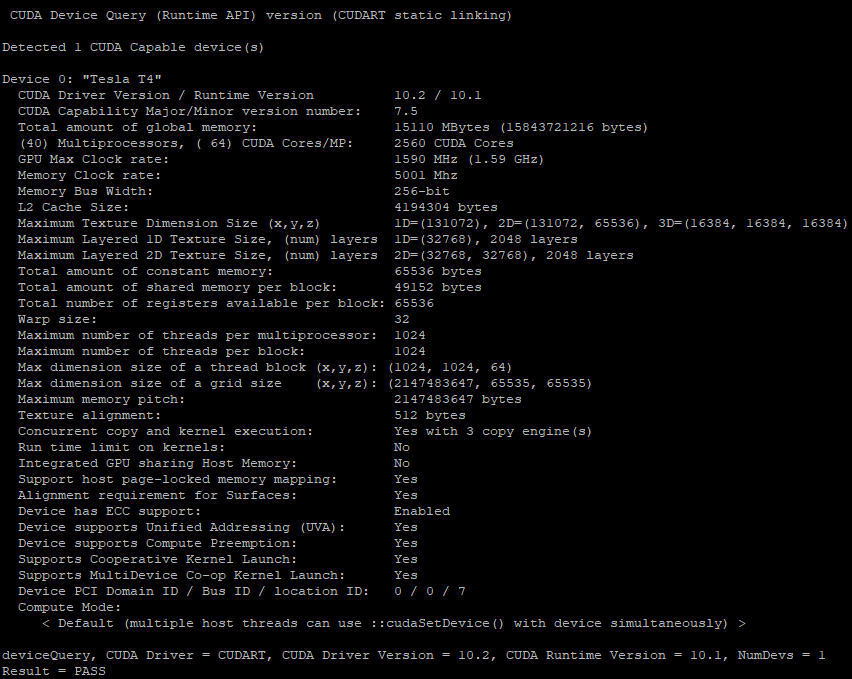 CUDA Device Query (Runtime API) version (CUDART static linking)
Detected 1 CUDA Capable device(s)
Device 0: "Tesla T4"
CUDA Driver Version / Runtime Version 10.2 / 10.1
CUDA Capability Major/Minor version number: 7.5
Total amount of global memory: 15110 MBytes (15843721216 bytes)
(40) Multiprocessors, ( 64) CUDA Cores/MP: 2560 CUDA Cores
GPU Max Clock rate: 1590 MHz (1.59 GHz)
Memory Clock rate: 5001 Mhz
Memory Bus Width: 256-bit
L2 Cache Size: 4194304 bytes
Maximum Texture Dimension Size (x,y,z) 1D=(131072), 2D=(131072, 65536), 3D=(16384, 16384, 16384)
Maximum Layered 1D Texture Size, (num) layers 1D=(32768), 2048 layers
Maximum Layered 2D Texture Size, (num) layers 2D=(32768, 32768), 2048 layers
Total amount of constant memory: 65536 bytes
Total amount of shared memory per block: 49152 bytes
Total number of registers available per block: 65536
Warp size: 32
Maximum number of threads per multiprocessor: 1024
Maximum number of threads per block: 1024
Max dimension size of a thread block (x,y,z): (1024, 1024, 64)
Max dimension size of a grid size (x,y,z): (2147483647, 65535, 65535)
Maximum memory pitch: 2147483647 bytes
Texture alignment: 512 bytes
Concurrent copy and kernel execution: Yes with 3 copy engine(s)
Run time limit on kernels: No
Integrated GPU sharing Host Memory: No
Support host page-locked memory mapping: Yes
Alignment requirement for Surfaces: Yes
Device has ECC support: Enabled
Device supports Unified Addressing (UVA): Yes
Device supports Compute Preemption: Yes
Supports Cooperative Kernel Launch: Yes
Supports MultiDevice Co-op Kernel Launch: Yes
Device PCI Domain ID / Bus ID / location ID: 0 / 0 / 7
Compute Mode:
< Default (multiple host threads can use ::cudaSetDevice() with device simultaneously) >
deviceQuery, CUDA Driver = CUDART, CUDA Driver Version = 10.2, CUDA Runtime Version = 10.1, NumDevs = 1
Result = PASS